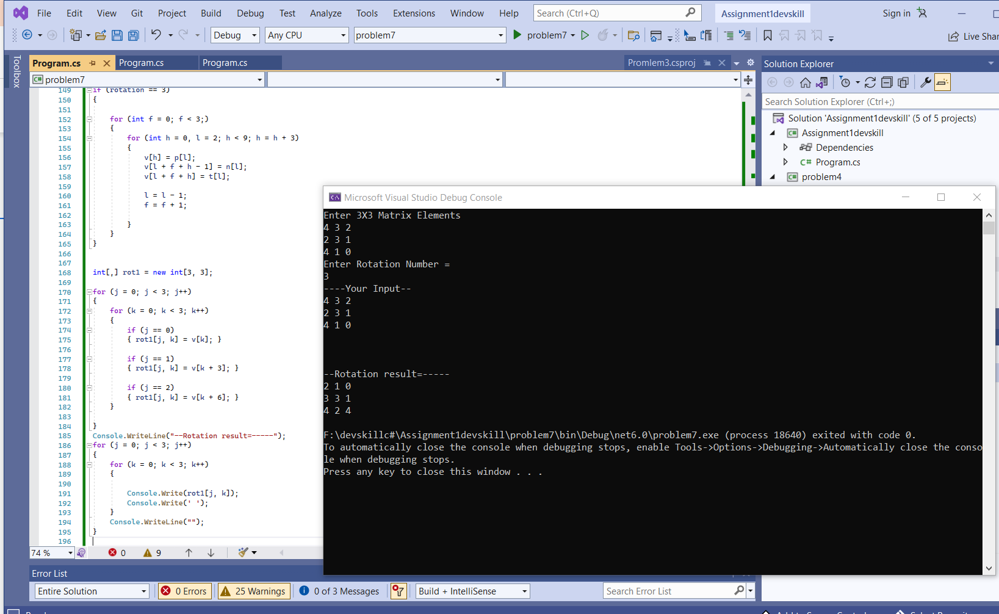 File Edit View Git Project Build Debug Test Analyze Tools Extensions Window Help Search (Ctrl+Q) Assignment1devskill Sign in
Debug Any CPU problem7 problem7 Live Shar
Toolbox
Program.cs Program.cs Program.cs Promlem3.csproj
C# problem7
149 if (rotation == 3)
150 {
151
152 for (int f = 0; f < 3;)
153 {
154 for (int h = 0, l = 2; h < 9; h = h + 3)
155 {
156 v[h] = p[l];
157 v[l + f + h - 1] = n[l];
158 v[l + f + h] = t[l];
159
160 l = l - 1;
161 f = f + 1;
162
163 }
164 }
165 }
166
167
168 int[,] rot1 = new int[3, 3];
169
170 for (j = 0; j < 3; j++)
171 {
172 for (k = 0; k < 3; k++)
173 {
174 if (j == 0)
175 { rot1[j, k] = v[k]; }
176
177 if (j == 1)
178 { rot1[j, k] = v[k + 3]; }
179
180 if (j == 2)
181 { rot1[j, k] = v[k + 6]; }
182 }
183
184 }
185 Console.WriteLine("--Rotation result=-----");
186 for (j = 0; j < 3; j++)
187 {
188 for (k = 0; k < 3; k++)
189 {
190
191 Console.Write(rot1[j, k]);
192 Console.Write(' ');
193 }
194 Console.WriteLine("");
195 }
196
74 % 0 9
Error List
Entire Solution 0 Errors 25 Warnings 0 of 3 Messages Build + IntelliSense Search Error List
Solution Explorer
Search Solution Explorer (Ctrl+;)
Solution 'Assignment1devskill' (5 of 5 projects)
C# Assignment1devskill
Dependencies
C# Program.cs
C# problem4
C:\ Microsoft Visual Studio Debug Console
Enter 3X3 Matrix Elements
4 3 2
2 3 1
4 1 0
Enter Rotation Number =
3
----Your Input--
4 3 2
2 3 1
4 1 0
--Rotation result=-----
2 1 0
3 3 1
4 2 4
F:\devskillc#\Assignment1devskill\problem7\bin\Debug\net6.0\problem7.exe (process 18640) exited with code 0.
To automatically close the console when debugging stops, enable Tools->Options->Debugging->Automatically close the conso
le when debugging stops.
Press any key to close this window . . .